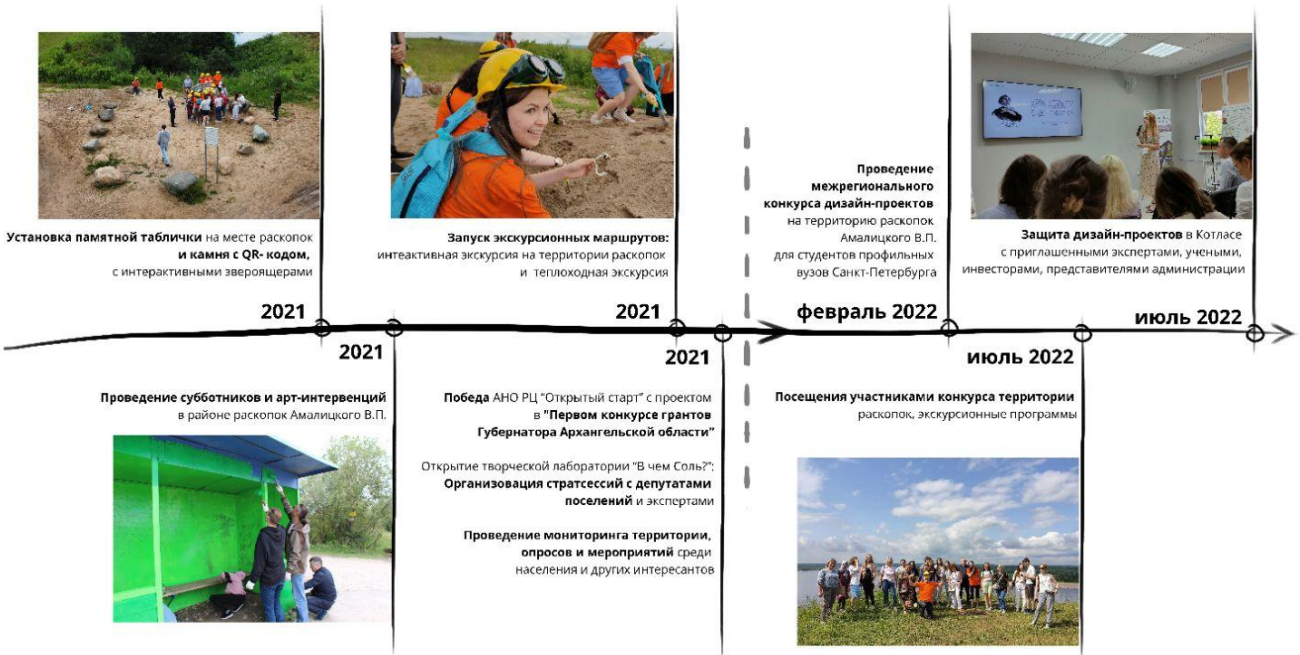 Установка памятной таблички на месте раскопок
и камня с QR- кодом,
с интерактивными звероящерами
2021
2021
Проведение субботников и арт-интервенций
в районе раскопок Амалицкого В.П.
Запуск экскурсионных маршрутов:
интеактивная экскурсия на территории раскопок
и теплоходная экскурсия
2021
2021
Победа АНО РЦ "Открытый старт" с проектом
в "Первом конкурсе грантов
Губернатора Архангельской области"
Открытие творческой лаборатории "В чем Соль?":
Организация стратсессий с депутатами
поселений и экспертами
Проведение мониторинга территории,
опросов и мероприятий среди
населения и других интересантов
Проведение
межрегионального
конкурса дизайн-проектов
на территорию раскопок
Амалицкого В.П.
для студентов профильных
вузов Санкт-Петербурга
февраль 2022
июль 2022
Посещения участниками конкурса территории
раскопок, экскурсионные программы
Защита дизайн-проектов в Котласе
с приглашенными экспертами, учеными,
инвесторами, представителями администрации
июль 2022